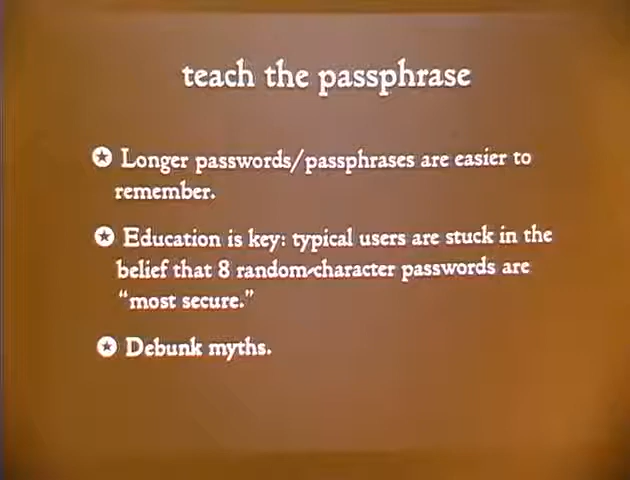 teach the passphrase
Longer passwords/passphrases are easier to
remember.
Education is key: typical users are stuck in the
belief that 8 random-character passwords are
"most secure."
Debunk myths.